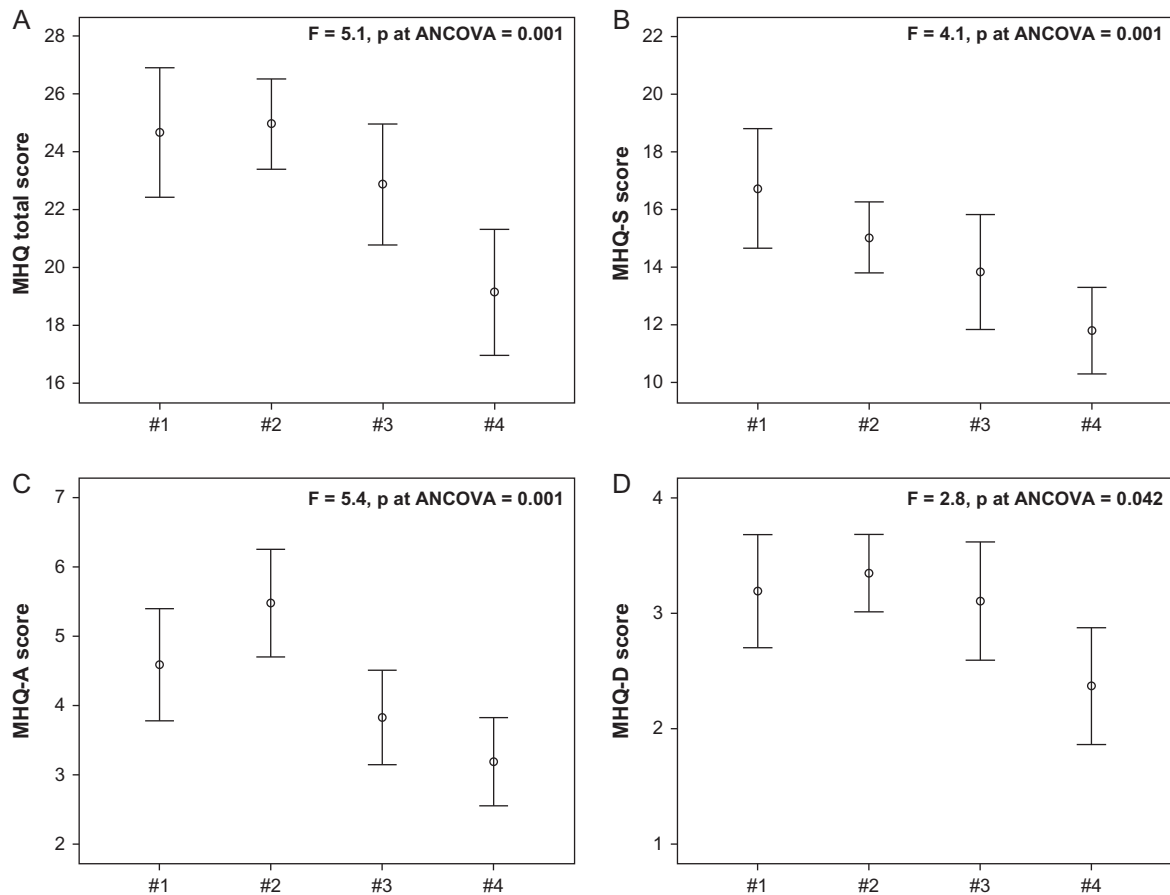 A
F = 5.1, p at ANCOVA = 0.001
MHQ total score
28
26
24
22
20
18
16
#1 #2 #3 #4
B
F = 4.1, p at ANCOVA = 0.001
MHQ-S score
22
20
18
16
14
12
10
#1 #2 #3 #4
C
F = 5.4, p at ANCOVA = 0.001
MHQ-A score
7
6
5
4
3
2
#1 #2 #3 #4
D
F = 2.8, p at ANCOVA = 0.042
MHQ-D score
4
3
2
1
#1 #2 #3 #4